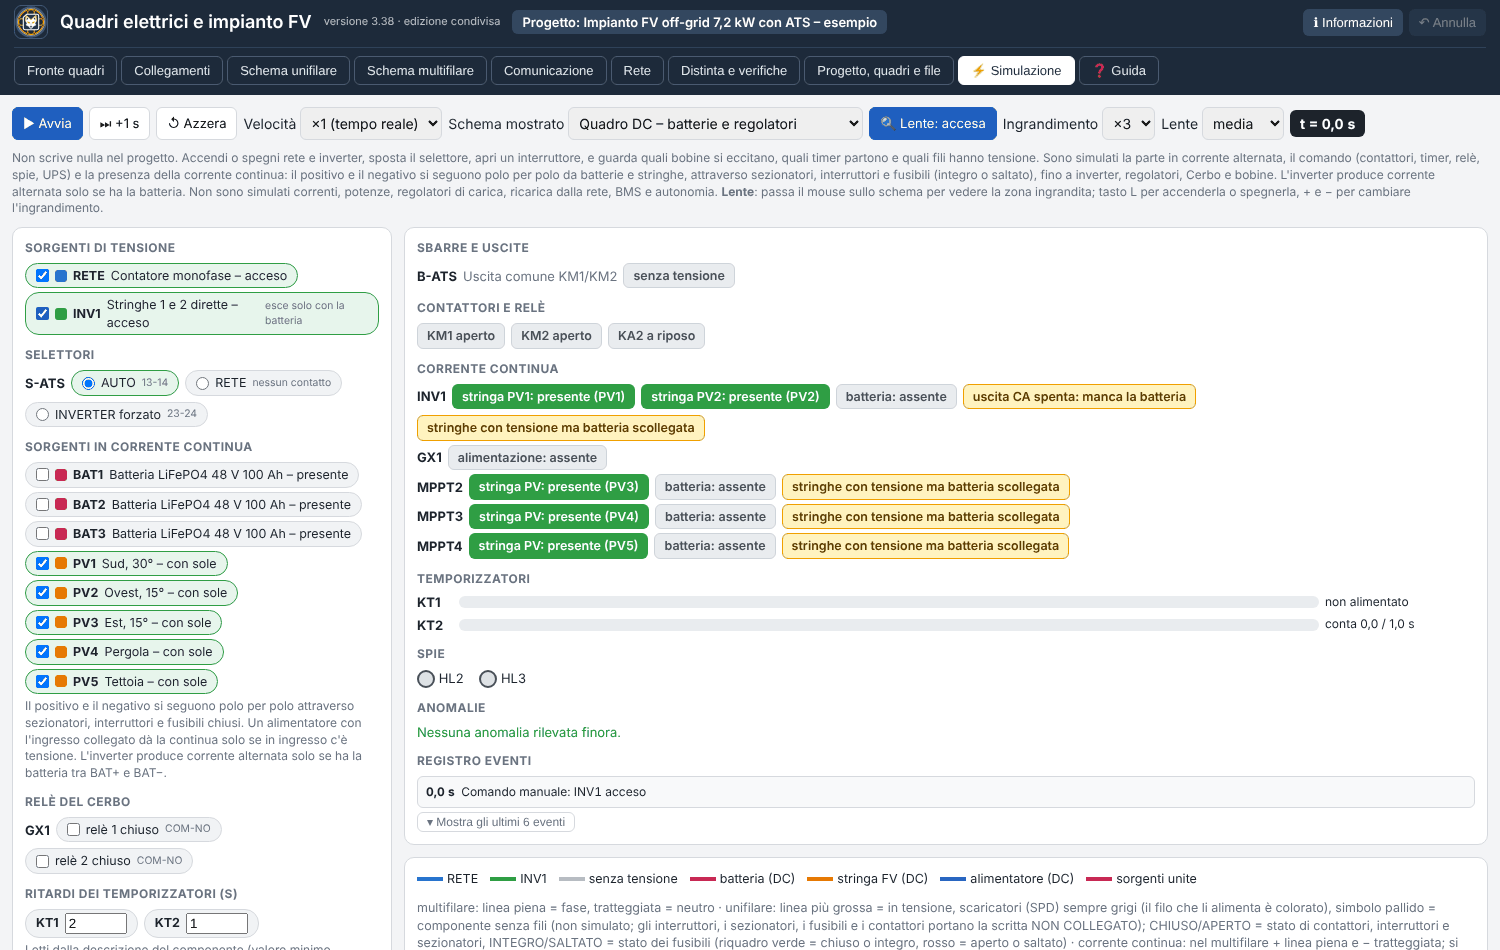 Quadri elettrici e impianto FV versione 3.38 · edizione condivisa Progetto: Impianto FV off-grid 7,2 kW con ATS – esempio ℹ Informazioni ↶ Annulla
Fronte quadri Collegamenti Schema unifilare Schema multifilare Comunicazione Rete Distinta e verifiche Progetto, quadri e file ⚡ Simulazione ❓ Guida
▶ Avvia ⏭ +1 s ↺ Azzera Velocità ×1 (tempo reale) Schema mostrato Quadro DC – batterie e regolatori 🔍 Lente: accesa Ingrandimento ×3 Lente media t = 0,0 s
Non scrive nulla nel progetto. Accendi o spegni rete e inverter, sposta il selettore, apri un interruttore, e guarda quali bobine si eccitano, quali timer partono e quali fili hanno tensione. Sono simulati la parte in corrente alternata, il comando (contattori, timer, relè,
spie, UPS) e la presenza della corrente continua: il positivo e il negativo si seguono polo per polo da batterie e stringhe, attraverso sezionatori, interruttori e fusibili (integro o saltato), fino a inverter, regolatori, Cerbo e bobine. L'inverter produce corrente
alternata solo se ha la batteria. Non sono simulati correnti, potenze, regolatori di carica, ricarica dalla rete, BMS e autonomia. Lente: passa il mouse sullo schema per vedere la zona ingrandita; tasto L per accenderla o spegnerla, + e − per cambiare
l'ingrandimento.
SORGENTI DI TENSIONE
RETE Contatore monofase – acceso
INV1 Stringhe 1 e 2 dirette – acceso esce solo con la batteria
SELETTORI
S-ATS AUTO 13-14 RETE nessun contatto
INVERTER forzato 23-24
SORGENTI IN CORRENTE CONTINUA
BAT1 Batteria LiFePO4 48 V 100 Ah – presente
BAT2 Batteria LiFePO4 48 V 100 Ah – presente
BAT3 Batteria LiFePO4 48 V 100 Ah – presente
PV1 Sud, 30° – con sole
PV2 Ovest, 15° – con sole
PV3 Est, 15° – con sole
PV4 Pergola – con sole
PV5 Tettoia – con sole
Il positivo e il negativo si seguono polo per polo attraverso
sezionatori, interruttori e fusibili chiusi. Un alimentatore con
l'ingresso collegato dà la continua solo se in ingresso c'è
tensione. L'inverter produce corrente alternata solo se ha la
batteria tra BAT+ e BAT−.
RELÈ DEL CERBO
GX1 relè 1 chiuso COM-NO
relè 2 chiuso COM-NO
RITARDI DEI TEMPORIZZATORI (S)
KT1 2 KT2 1
Letti dalla descrizione del componente (valore minimo
SBARRE E USCITE
B-ATS Uscita comune KM1/KM2 senza tensione
CONTATTORI E RELÈ
KM1 aperto KM2 aperto KA2 a riposo
CORRENTE CONTINUA
INV1 stringa PV1: presente (PV1) stringa PV2: presente (PV2) batteria: assente uscita CA spenta: manca la batteria
stringhe con tensione ma batteria scollegata
GX1 alimentazione: assente
MPPT2 stringa PV: presente (PV3) batteria: assente stringhe con tensione ma batteria scollegata
MPPT3 stringa PV: presente (PV4) batteria: assente stringhe con tensione ma batteria scollegata
MPPT4 stringa PV: presente (PV5) batteria: assente stringhe con tensione ma batteria scollegata
TEMPORIZZATORI
KT1 non alimentato
KT2 conta 0,0 / 1,0 s
SPIE
HL2 HL3
ANOMALIE
Nessuna anomalia rilevata finora.
REGISTRO EVENTI
0,0 s Comando manuale: INV1 acceso
▾ Mostra gli ultimi 6 eventi
RETE INV1 senza tensione batteria (DC) stringa FV (DC) alimentatore (DC) sorgenti unite
multifilare: linea piena = fase, tratteggiata = neutro · unifilare: linea più grossa = in tensione, scaricatori (SPD) sempre grigi (il filo che li alimenta è colorato), simbolo pallido =
componente senza fili (non simulato; gli interruttori, i sezionatori, i fusibili e i contattori portano la scritta NON COLLEGATO); CHIUSO/APERTO = stato di contattori, interruttori e
sezionatori, INTEGRO/SALTATO = stato dei fusibili (riquadro verde = chiuso o integro, rosso = aperto o saltato) · corrente continua: nel multifilare + linea piena e − tratteggiata; si